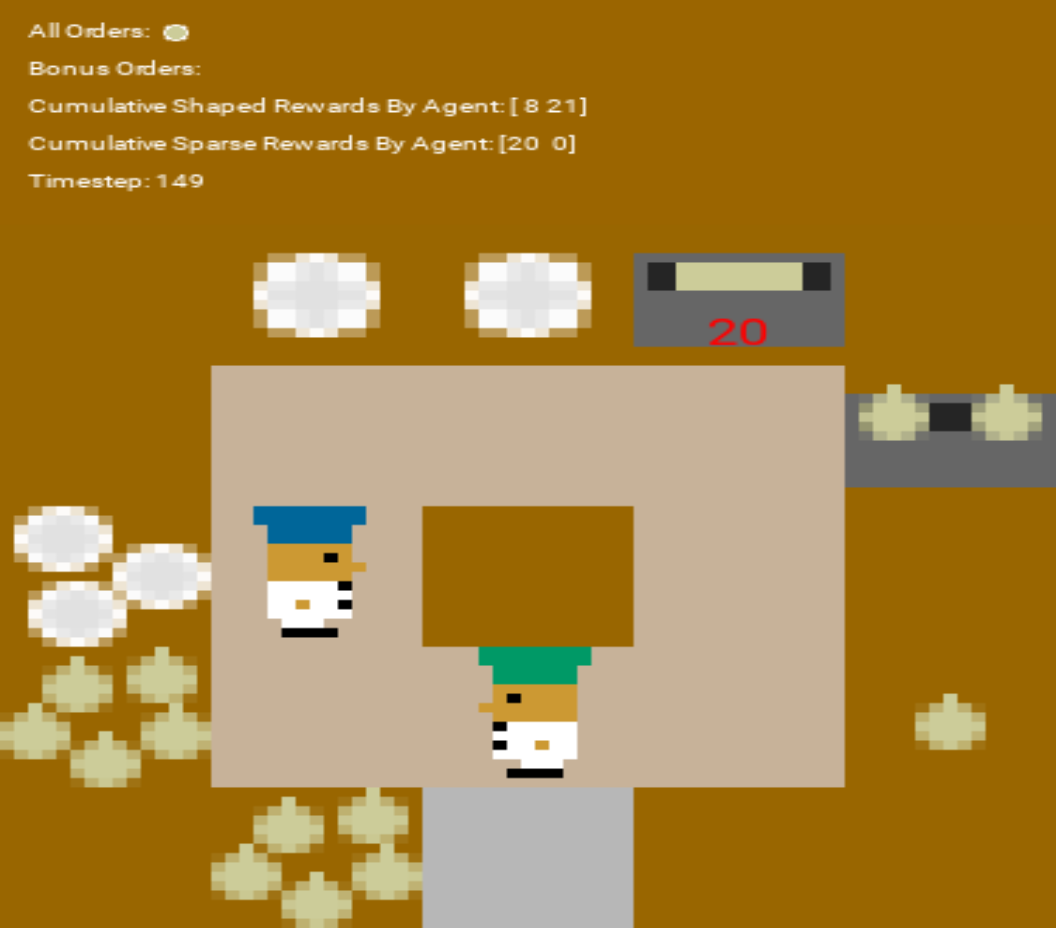 All Orders:
Bonus Orders:
Cumulative Shaped Rewards By Agent: [ 8 21]
Cumulative Sparse Rewards By Agent: [20  0]
Timestep: 149
20